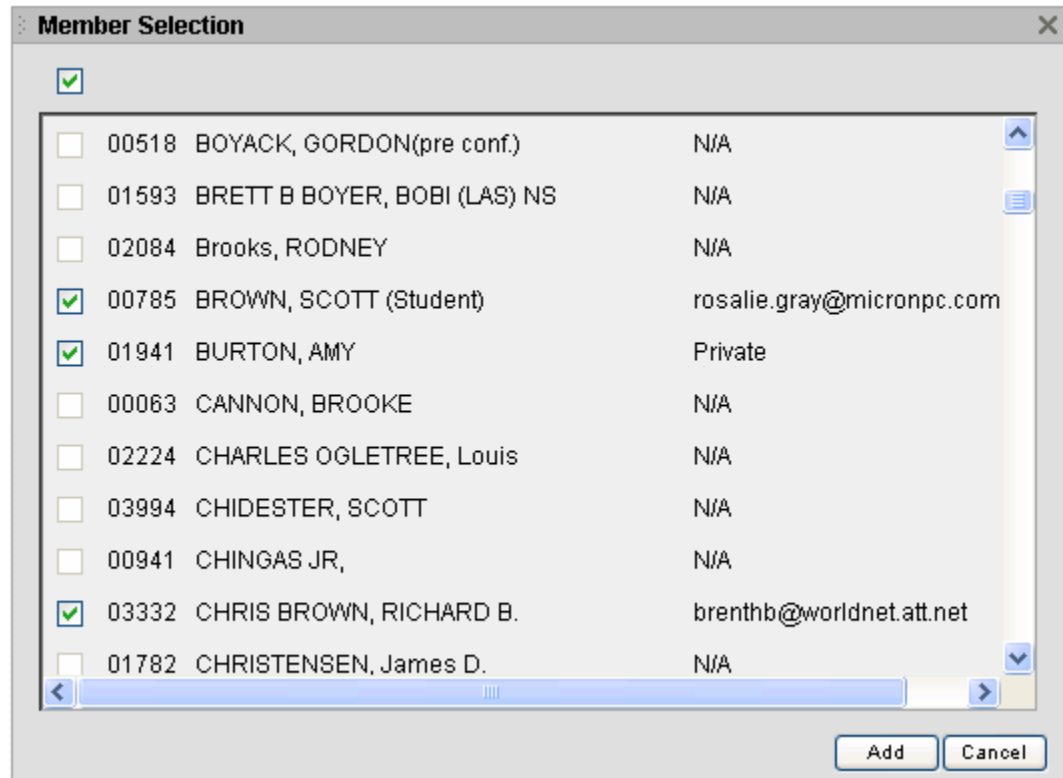 Member Selection
00518 BOYACK, GORDON(pre conf.) N/A
01593 BRETT B BOYER, BOBI (LAS) NS N/A
02084 Brooks, RODNEY N/A
00785 BROWN, SCOTT (Student) rosalie.gray@micronpc.com
01941 BURTON, AMY Private
00063 CANNON, BROOKE N/A
02224 CHARLES OGLETREE, Louis N/A
03994 CHIDESTER, SCOTT N/A
00941 CHINGAS JR, N/A
03332 CHRIS BROWN, RICHARD B. brenthb@worldnet.att.net
01782 CHRISTENSEN, James D. N/A
Add Cancel